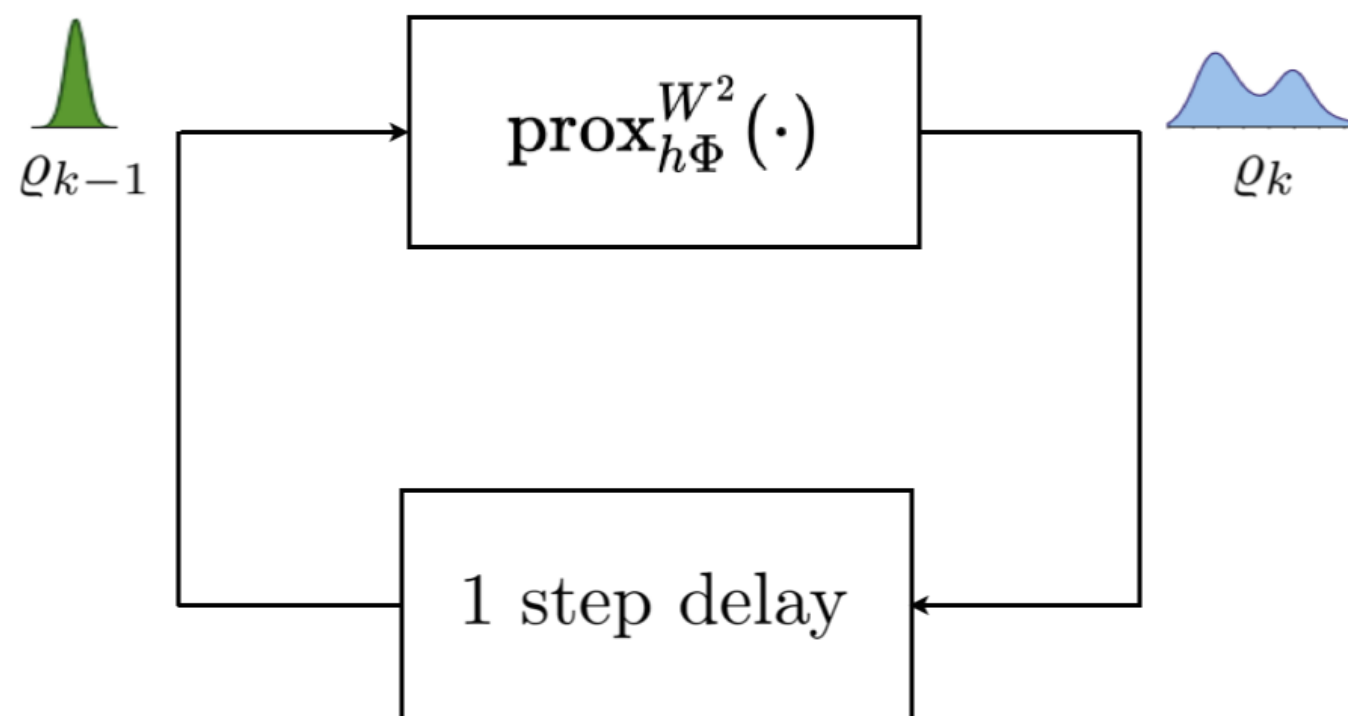 prox_{hΦ}^{W^2}(·)
ϱ_{k−1}
ϱ_k
1 step delay